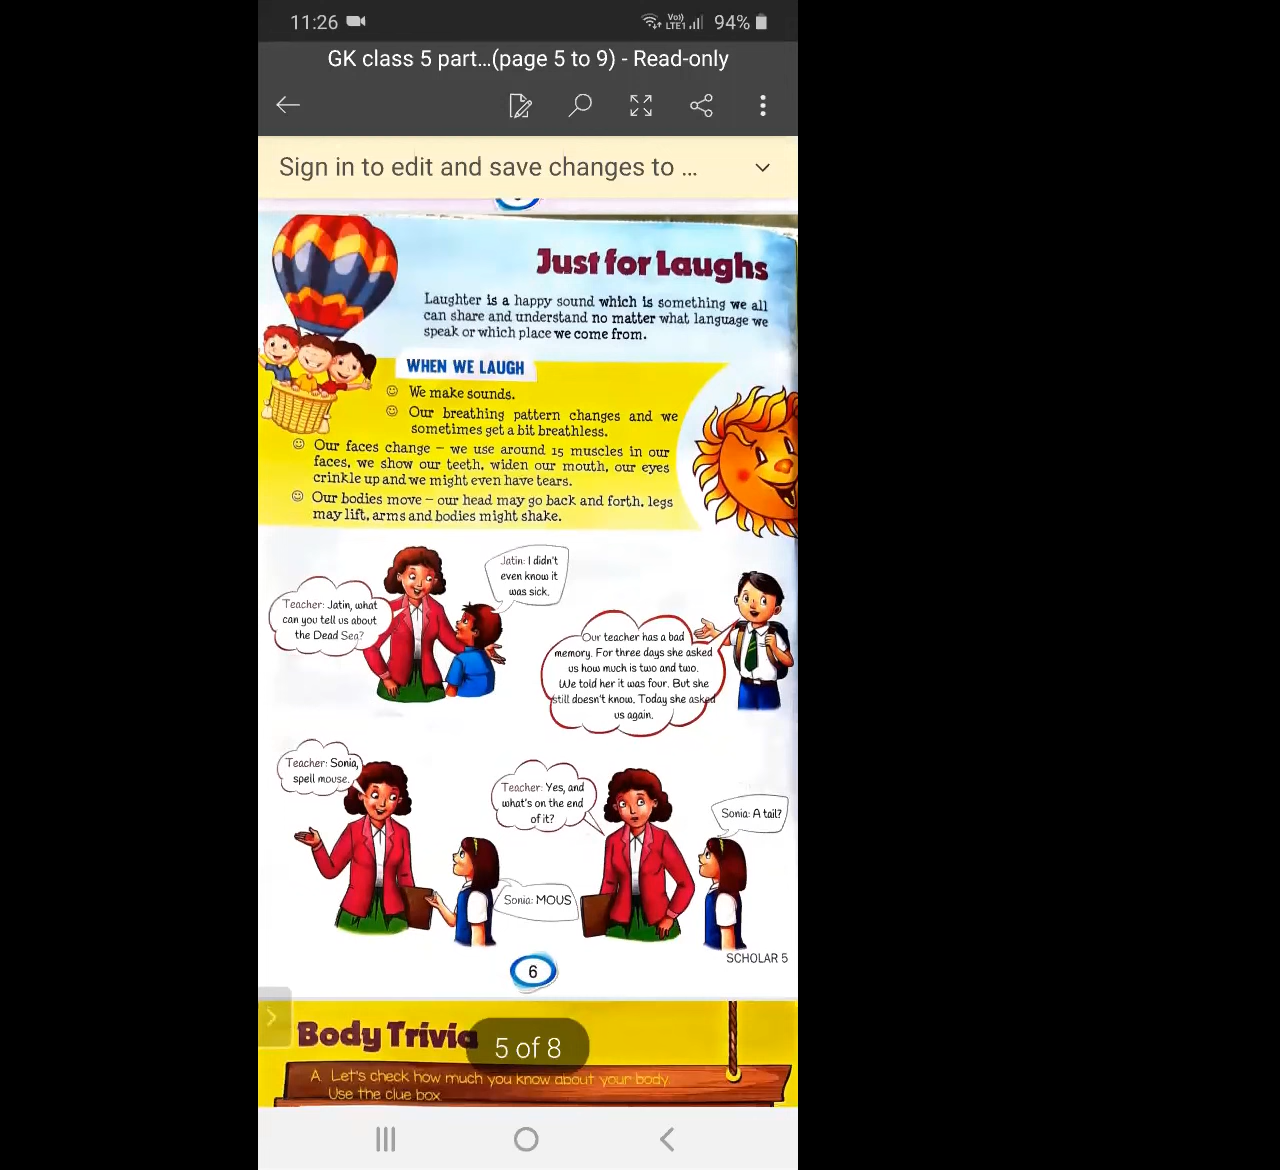 11:26
Vo))
LTE1
94%
GK class 5 part...(page 5 to 9) - Read-only
Sign in to edit and save changes to ...
Just for Laughs
Laughter is a happy sound which is something we all
can share and understand no matter what language we
speak or which place we come from.
WHEN WE LAUGH
We make sounds.
Our breathing pattern changes and we
sometimes get a bit breathless.
Our faces change – we use around 15 muscles in our
faces, we show our teeth, widen our mouth, our eyes
crinkle up and we might even have tears.
Our bodies move – our head may go back and forth, legs
may lift, arms and bodies might shake.
Teacher: Jatin, what
can you tell us about
the Dead Sea?
Jatin: I didn't
even know it
was sick.
Our teacher has a bad
memory. For three days she asked
us how much is two and two.
We told her it was four. But she
still doesn't know. Today she asked
us again.
Teacher: Sonia,
spell mouse.
Sonia: MOUS
Teacher: Yes, and
what's on the end
of it?
Sonia: A tail?
SCHOLAR 5
6
Body Trivia
5 of 8
A. Let's check how much you know about your body.
Use the clue box